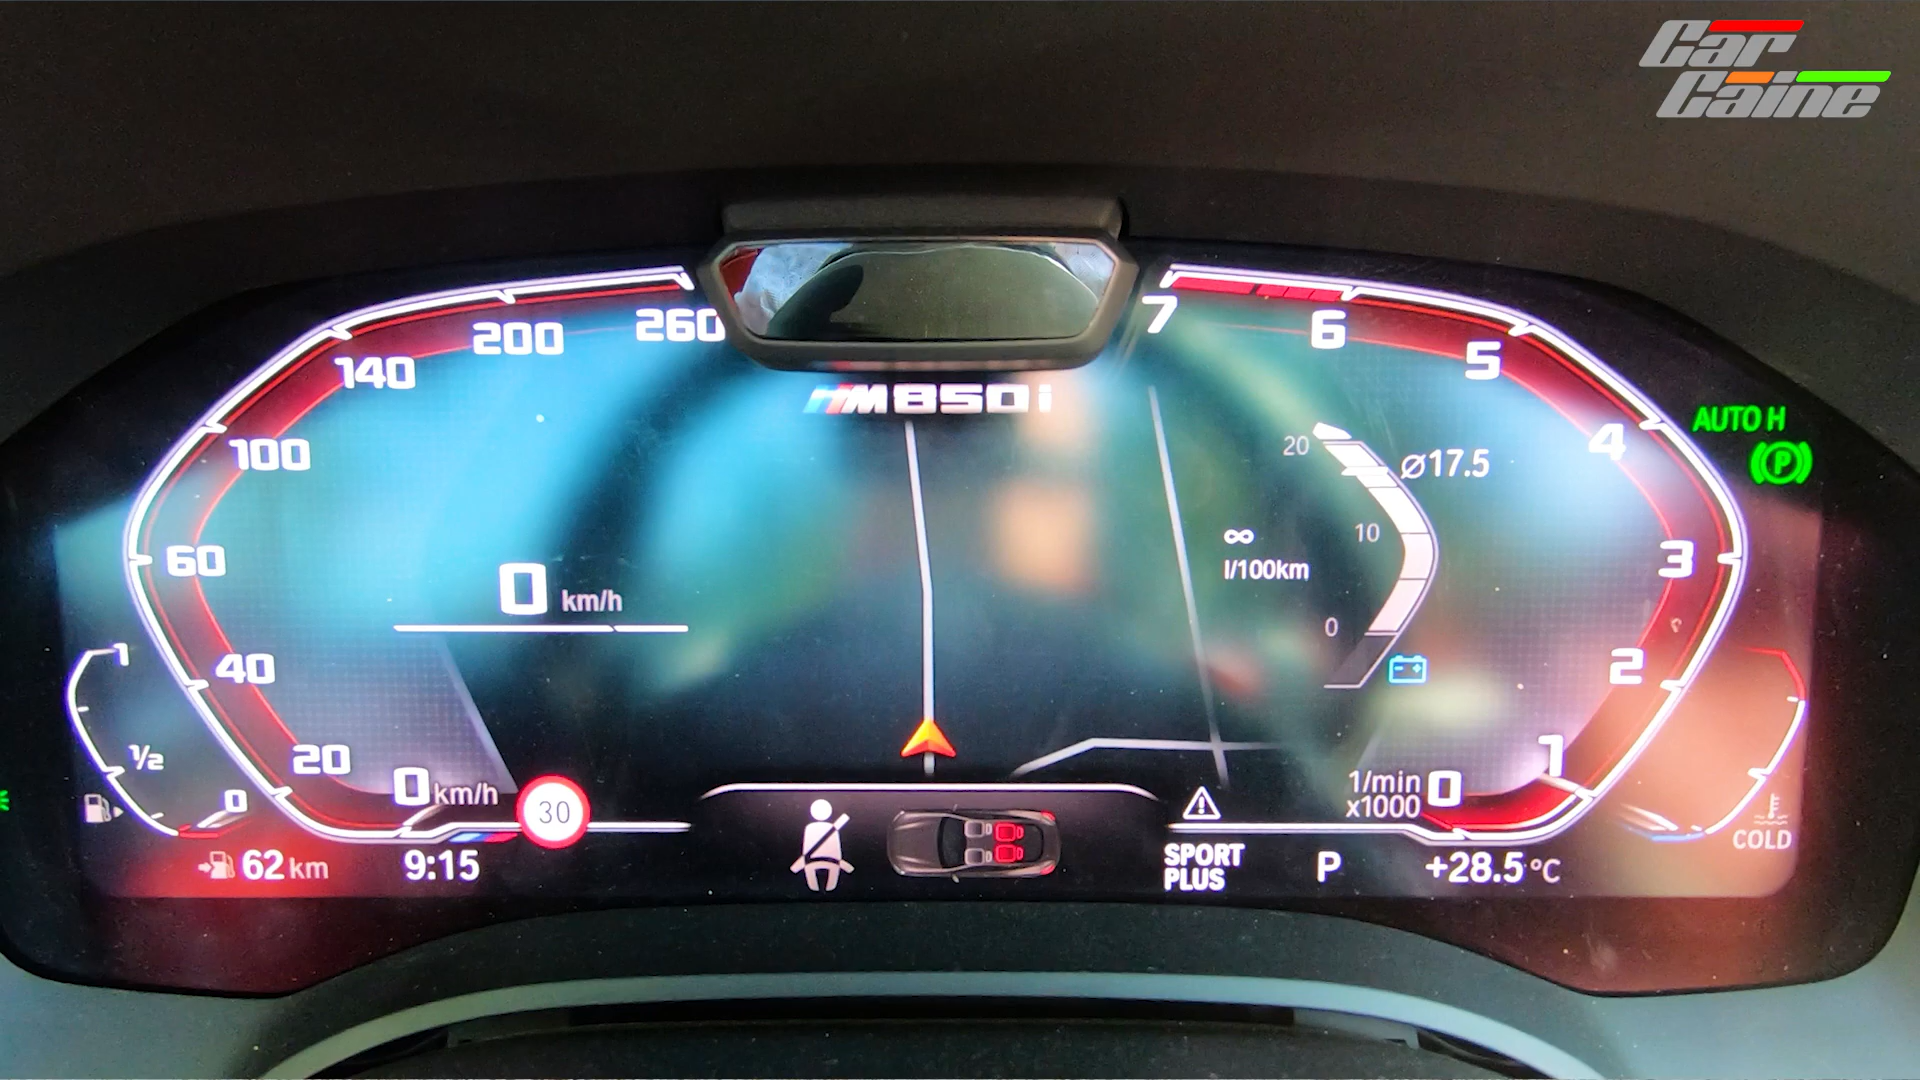 Car
Caine
260
200
140
100
60
40
20
0 km/h
M850i
7
6
5
4
3
2
1
0
1/min
x1000
0 km/h
20
10
0
⌀17.5
∞
l/100km
AUTO H
P
1
½
0
30
62 km
9:15
SPORT
PLUS
P
+28.5 °C
COLD